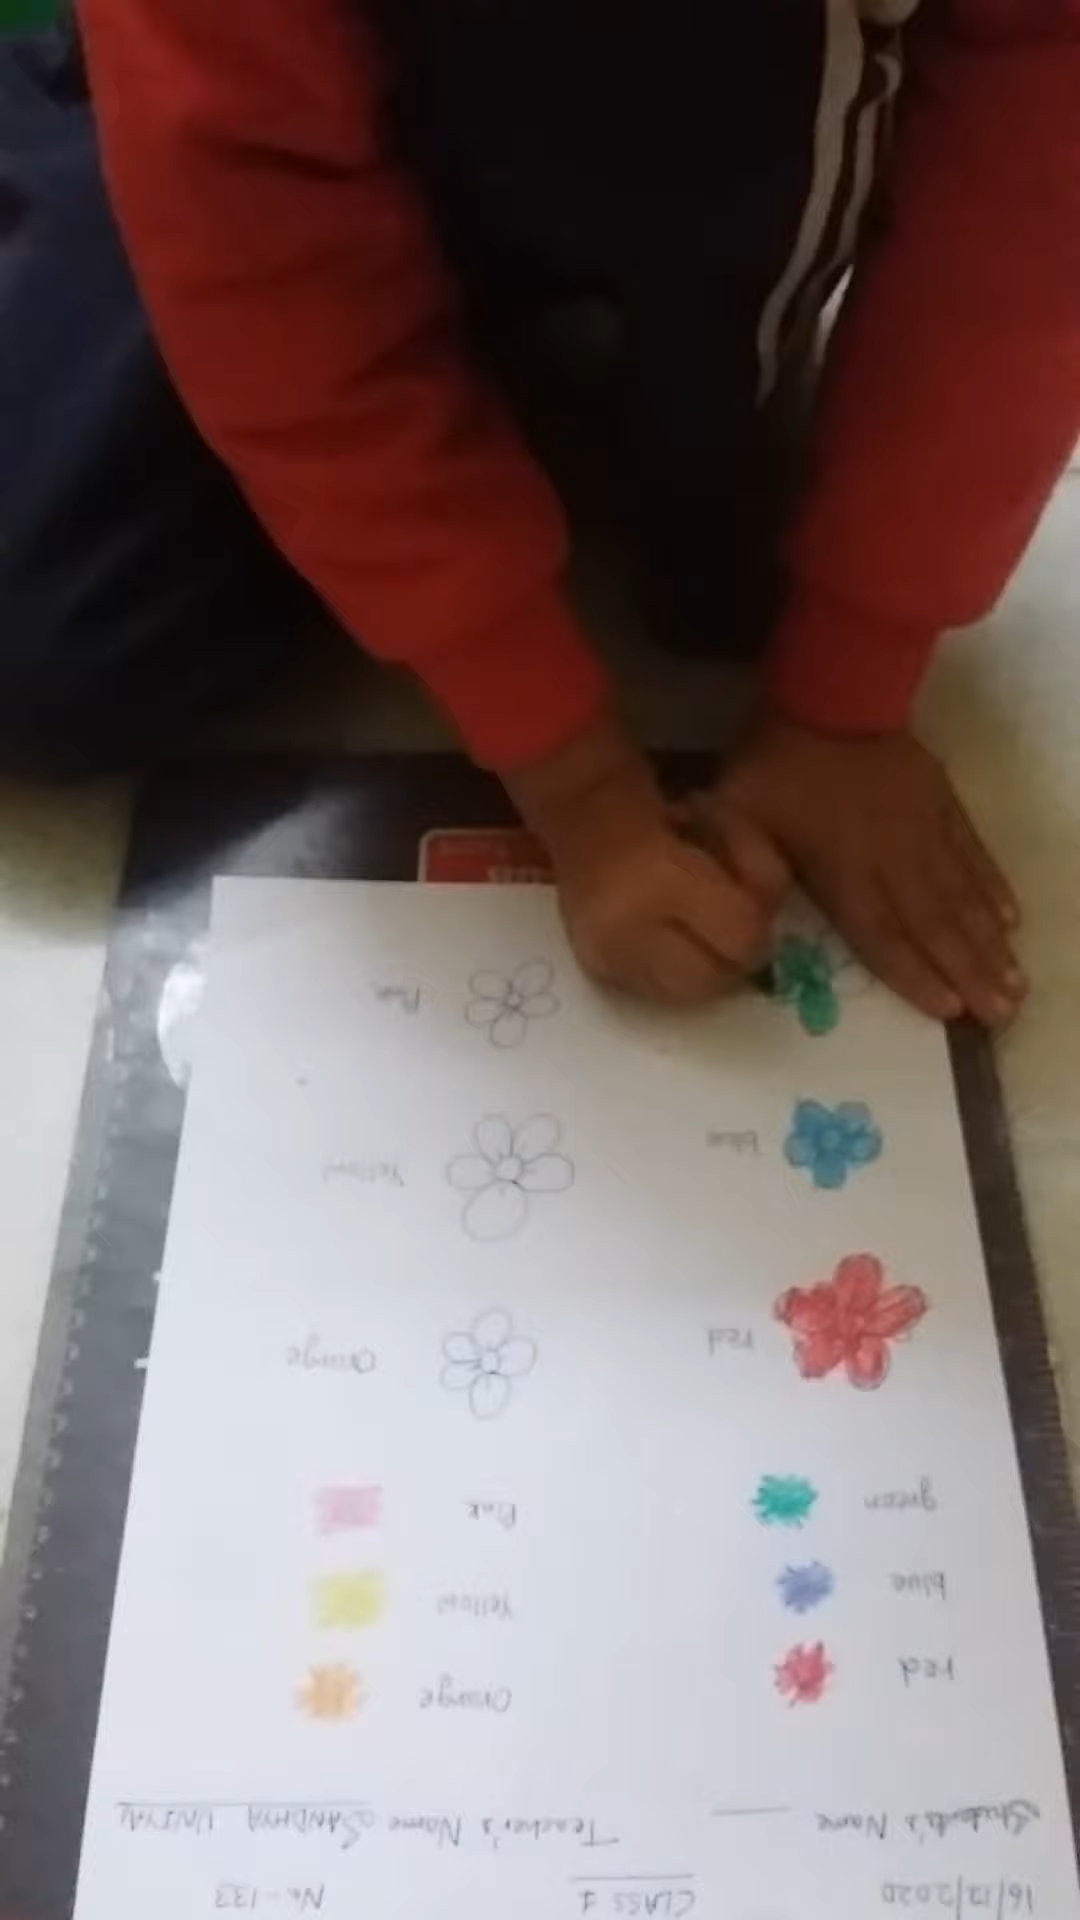 16/12/2020 CLASS 1 No-133
Student's Name Teacher's Name SANDHYA UNIYAL
red Orange
blue Yellow
green Pink
red Orange
blue Yellow
Pink